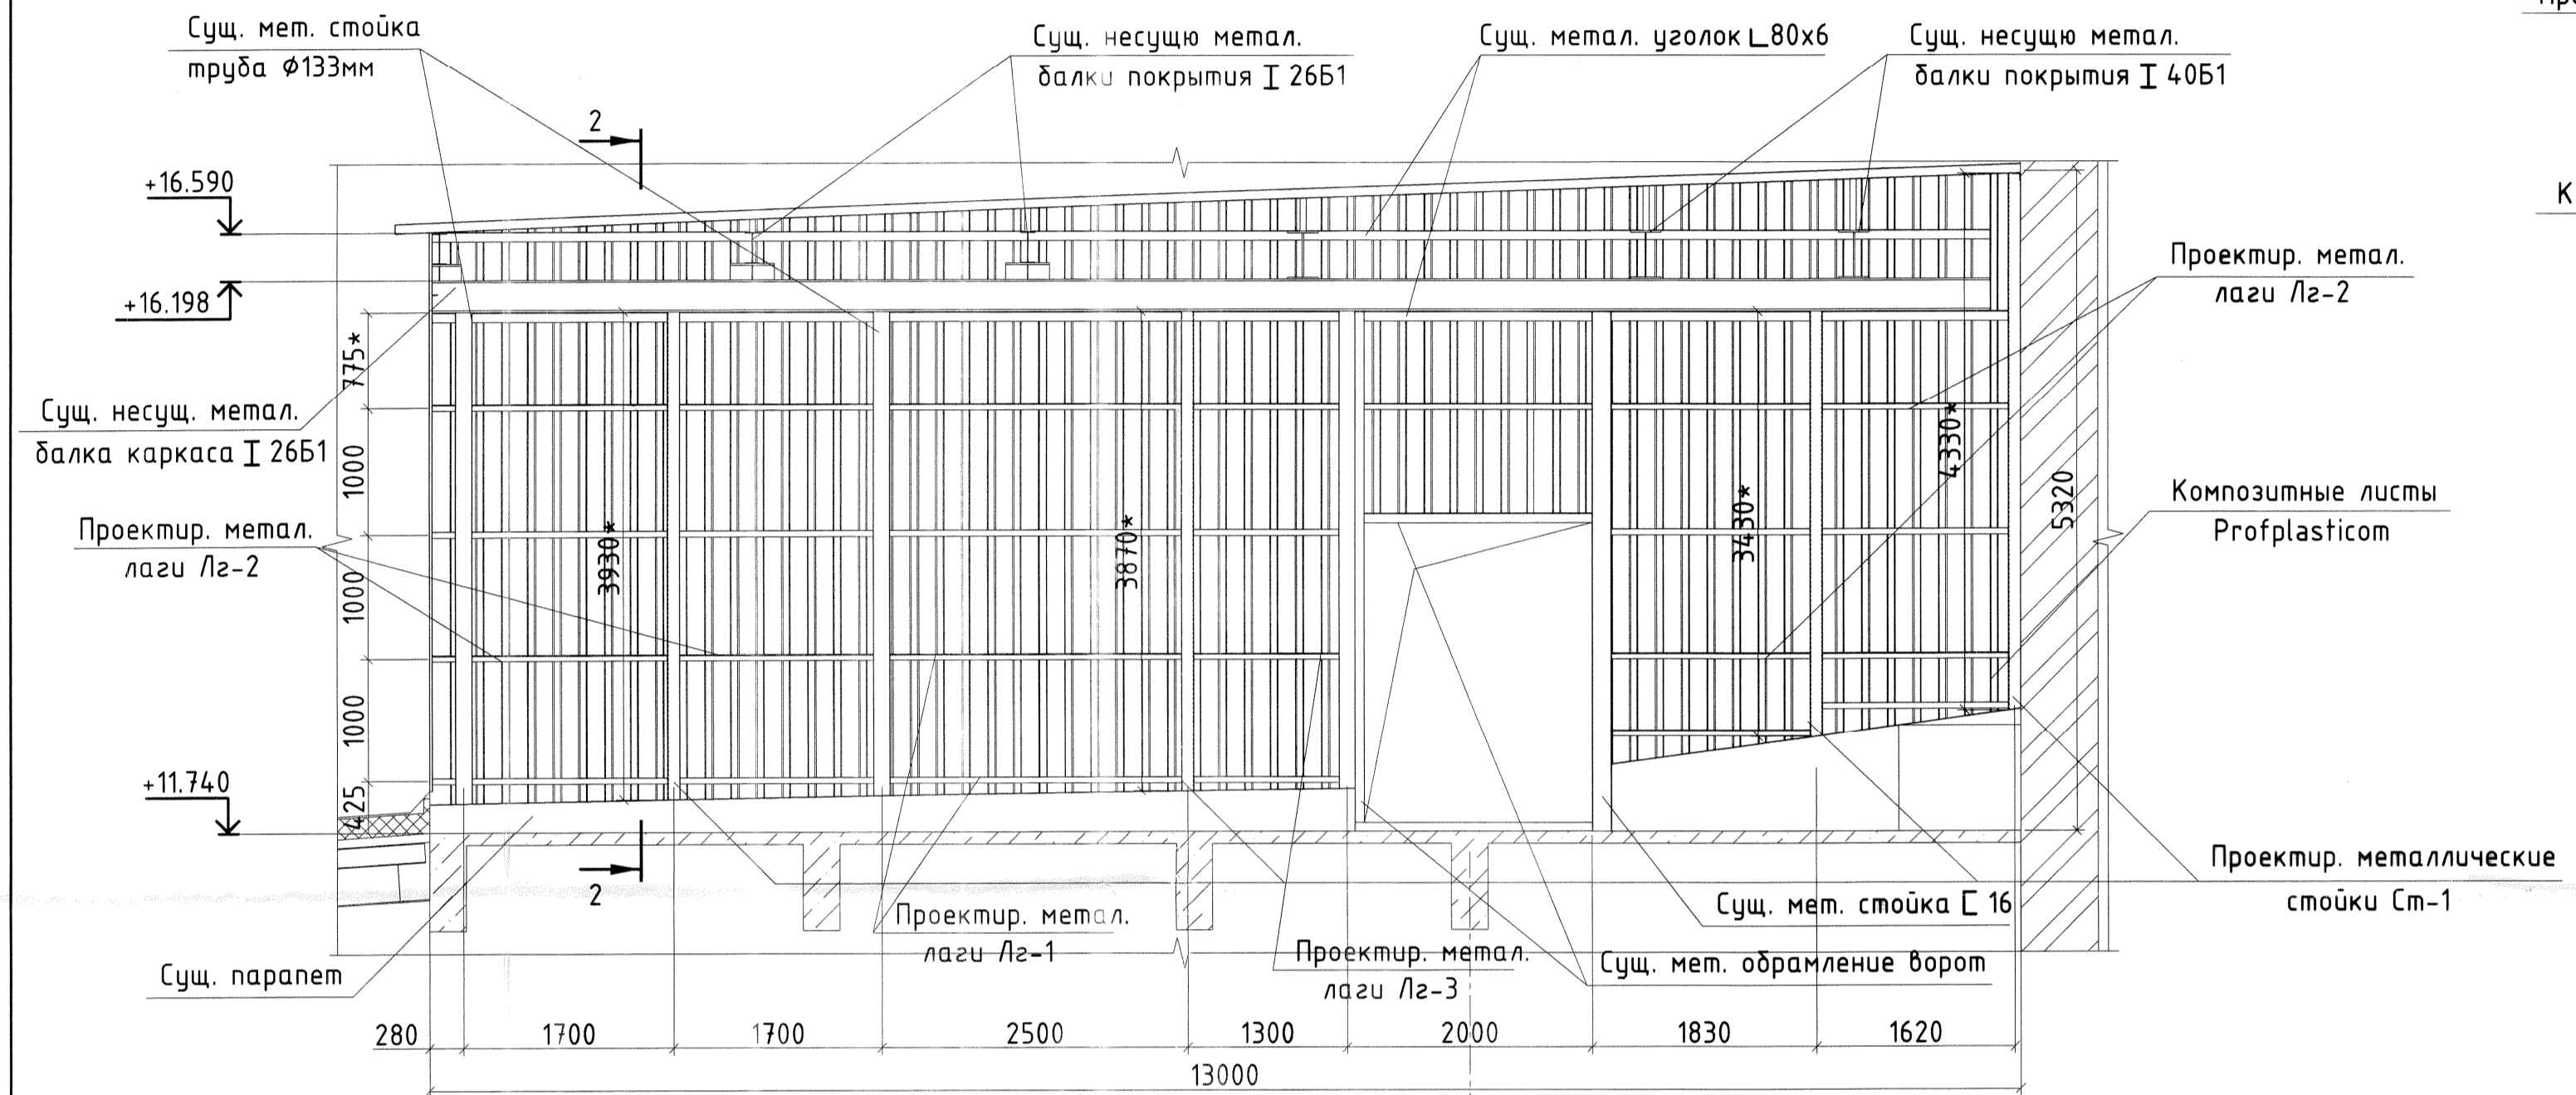 Сущ. мет. стойка
труба Ø133мм
Сущ. несущю метал.
балки покрытия I 26Б1
Сущ. метал. уголок L80х6
Сущ. несущю метал.
балки покрытия I 40Б1
К
2
+16.590
+16.198
Проектир. метал.
лаги Лг-2
775*
Сущ. несущ. метал.
балка каркаса I 26Б1
1000
4330*
5320
Композитные листы
Profplasticom
Проектир. метал.
лаги Лг-2
3930*
3870*
3430*
1000
1000
+11.740
425
Проектир. металлические
стойки Ст-1
2
Проектир. метал.
лаги Лг-1
Сущ. мет. стойка [ 16
Проектир. метал.
лаги Лг-3
Сущ. мет. обрамление ворот
Сущ. парапет
280 1700 1700 2500 1300 2000 1830 1620
13000